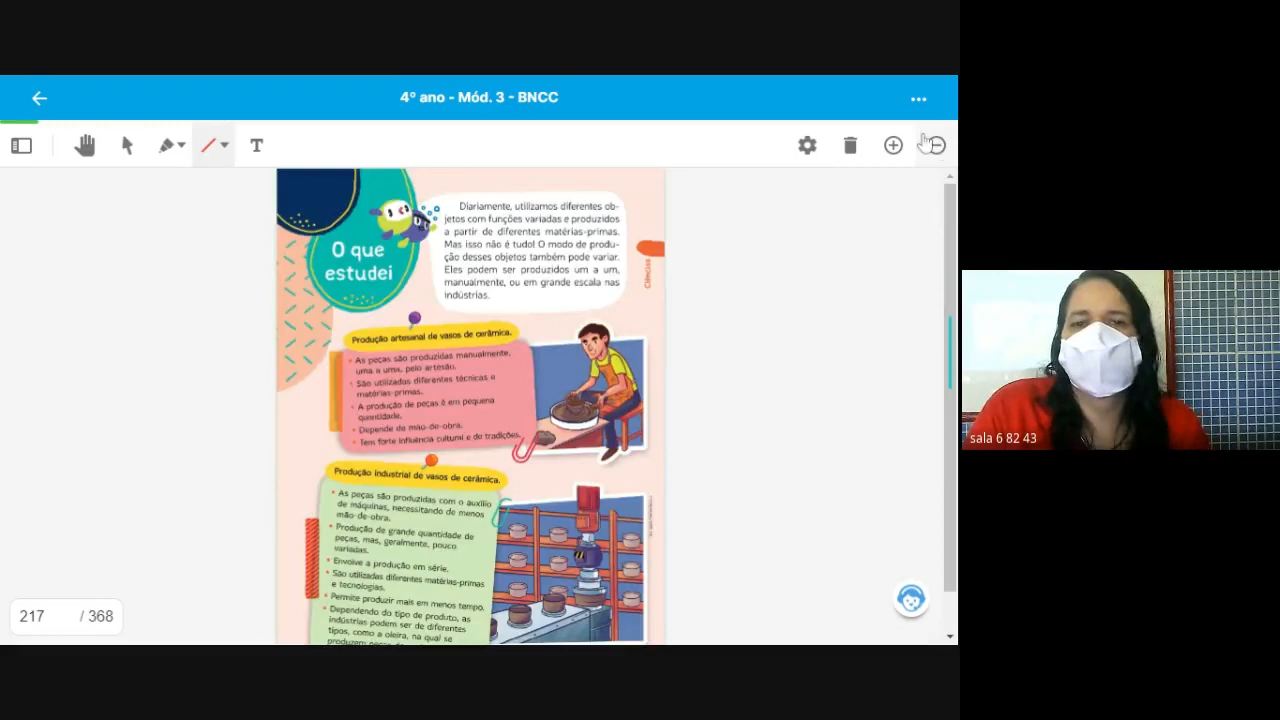 4º ano - Mód. 3 - BNCC
T
O que
estudei
Diariamente, utilizamos diferentes ob-
jetos com funções variadas e produzidos
a partir de diferentes matérias-primas.
Mas isso não é tudo! O modo de produ-
ção desses objetos também pode variar.
Eles podem ser produzidos um a um,
manualmente, ou em grande escala nas
indústrias.
Ciências
Produção artesanal de vasos de cerâmica.
• As peças são produzidas manualmente,
uma a uma, pelo artesão.
• São utilizadas diferentes técnicas e
matérias-primas.
• A produção de peças é em pequena
quantidade.
• Depende de mão-de-obra.
• Tem forte influência cultural e de tradições.
Produção industrial de vasos de cerâmica.
• As peças são produzidas com o auxílio
de máquinas, necessitando de menos
mão-de-obra.
• Produção de grande quantidade de
peças, mas, geralmente, pouco
variadas.
• Envolve a produção em série.
• São utilizadas diferentes matérias-primas
e tecnologias.
• Permite produzir mais em menos tempo.
• Dependendo do tipo de produto, as
indústrias podem ser de diferentes
tipos, como a oleira, na qual se
217 / 368
sala 6 82 43